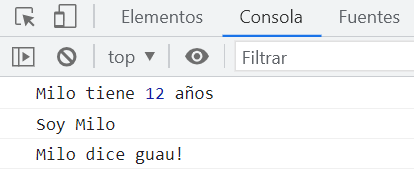 Elementos Consola Fuentes
top Filtrar
Milo tiene 12 años
Soy Milo
Milo dice guau!